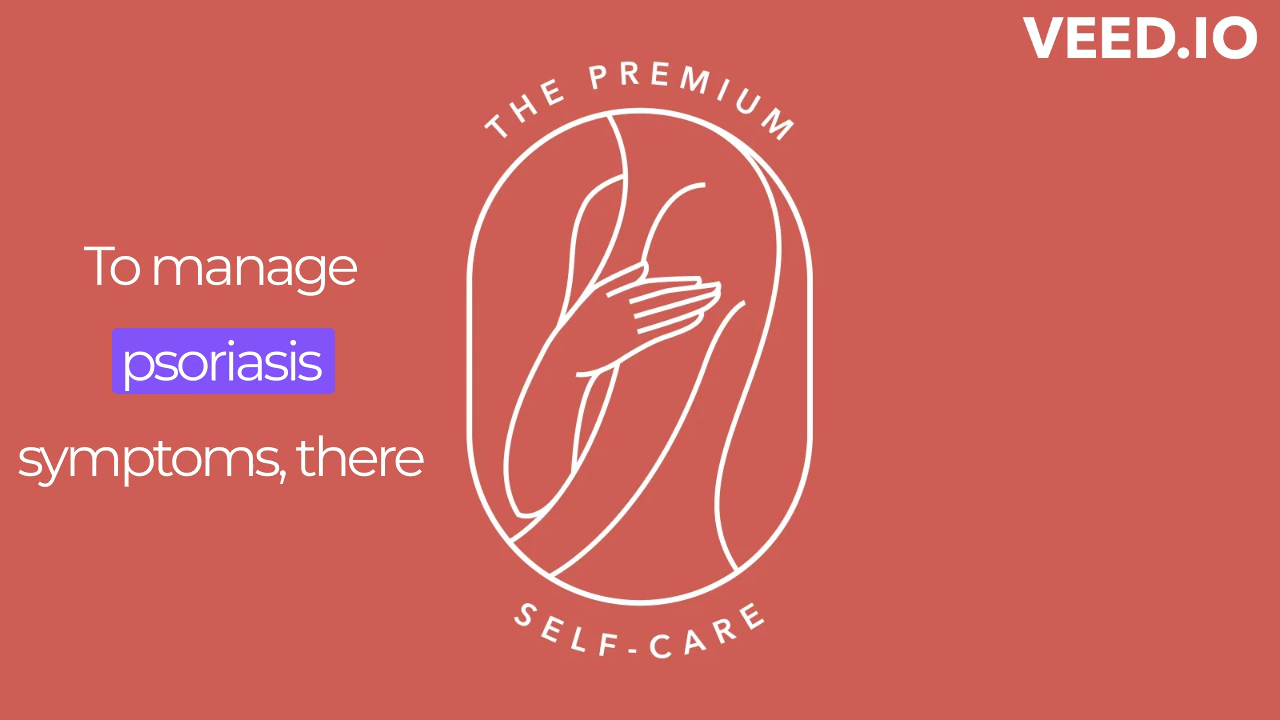 VEED.IO
THE PREMIUM
To manage
psoriasis
symptoms, there
SELF-CARE